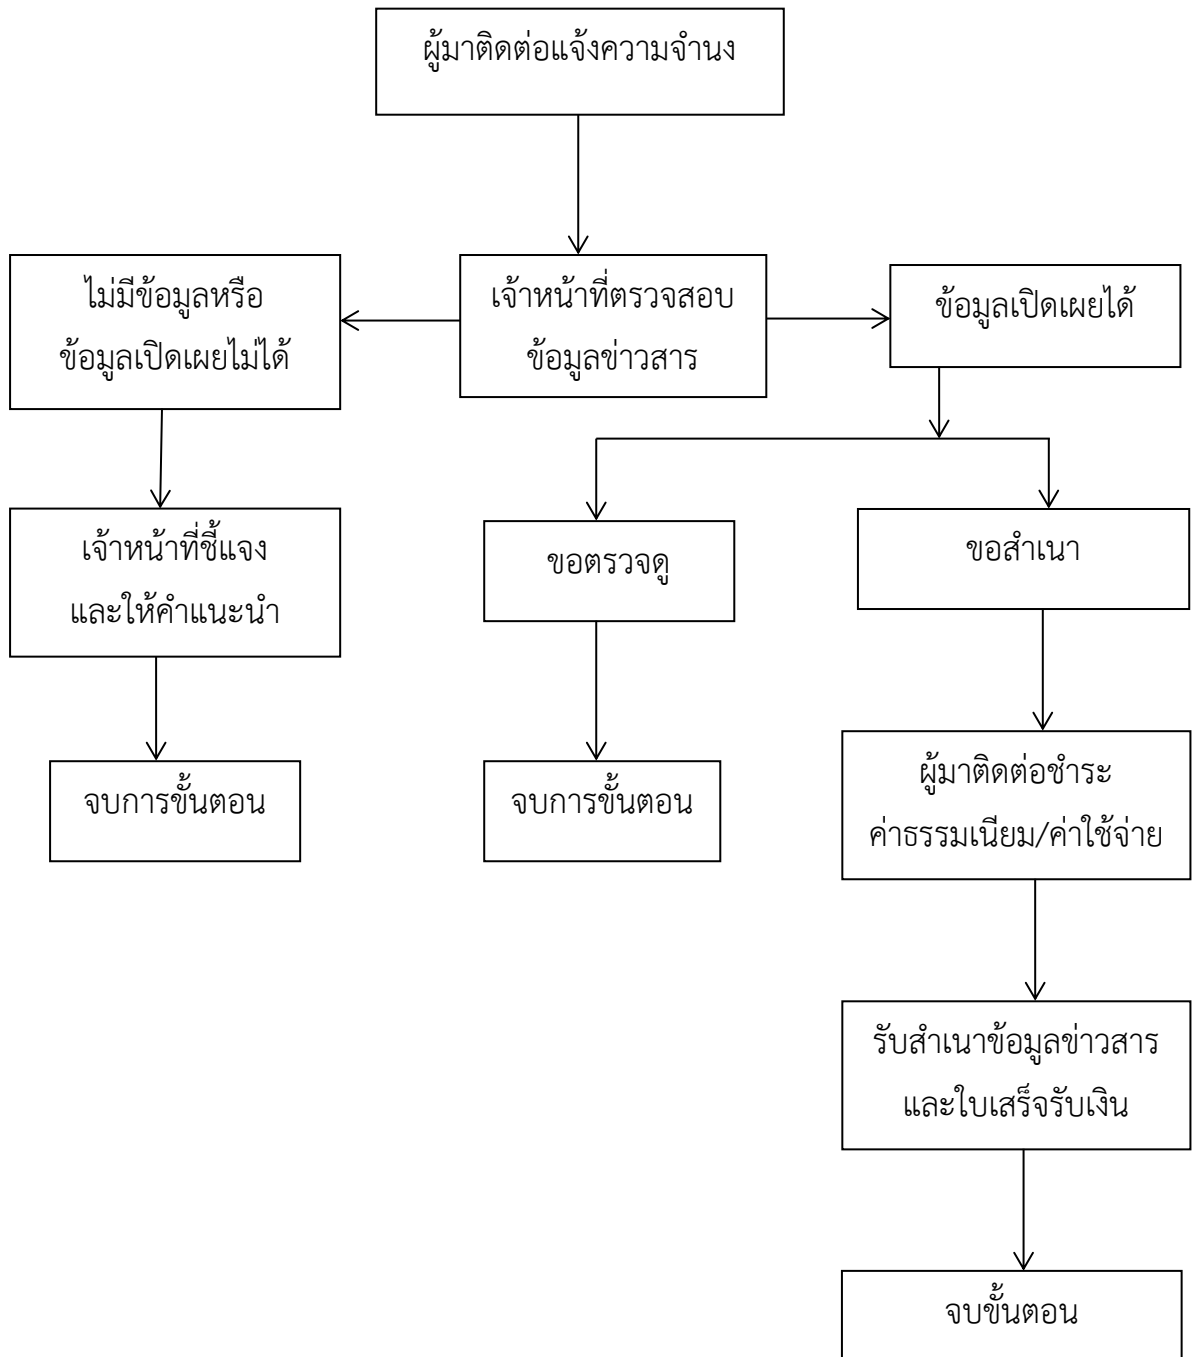 ผู้มาติดต่อแจ้งความจำนง
ไม่มีข้อมูลหรือ
ข้อมูลเปิดเผยไม่ได้
เจ้าหน้าที่ตรวจสอบ
ข้อมูลข่าวสาร
ข้อมูลเปิดเผยได้
เจ้าหน้าที่ชี้แจง
และให้คำแนะนำ
ขอตรวจดู
ขอสำเนา
จบการขั้นตอน
จบการขั้นตอน
ผู้มาติดต่อชำระ
ค่าธรรมเนียม/ค่าใช้จ่าย
รับสำเนาข้อมูลข่าวสาร
และใบเสร็จรับเงิน
จบขั้นตอน